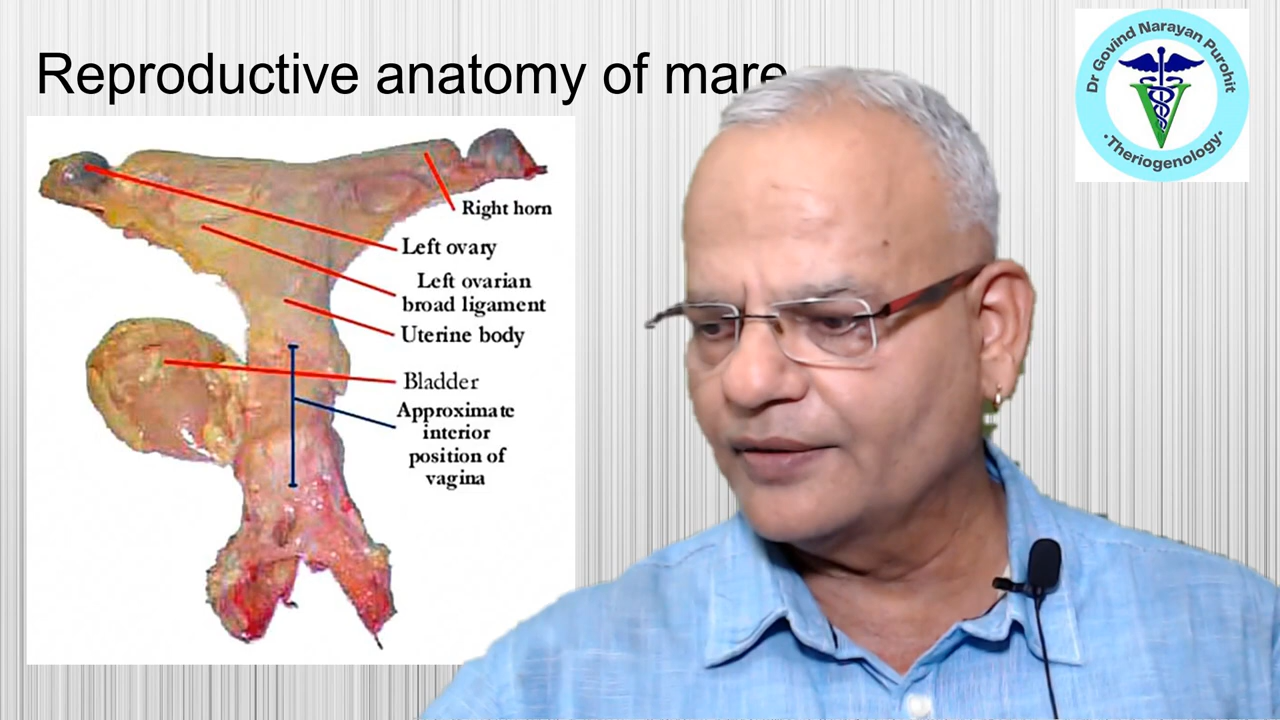 Reproductive anatomy of mare
Dr Govind Narayan Purohit
·Theriogenology·
Right horn
Left ovary
Left ovarian
broad ligament
Uterine body
Bladder
Approximate
interior
position of
vagina